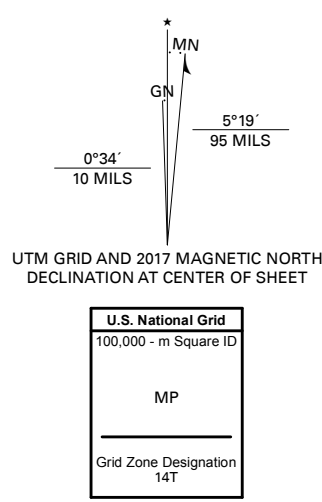 ★
MN
GN
5°19´
95 MILS
0°34´
10 MILS
UTM GRID AND 2017 MAGNETIC NORTH
DECLINATION AT CENTER OF SHEET
U.S. National Grid
100,000 - m Square ID
MP
Grid Zone Designation
14T